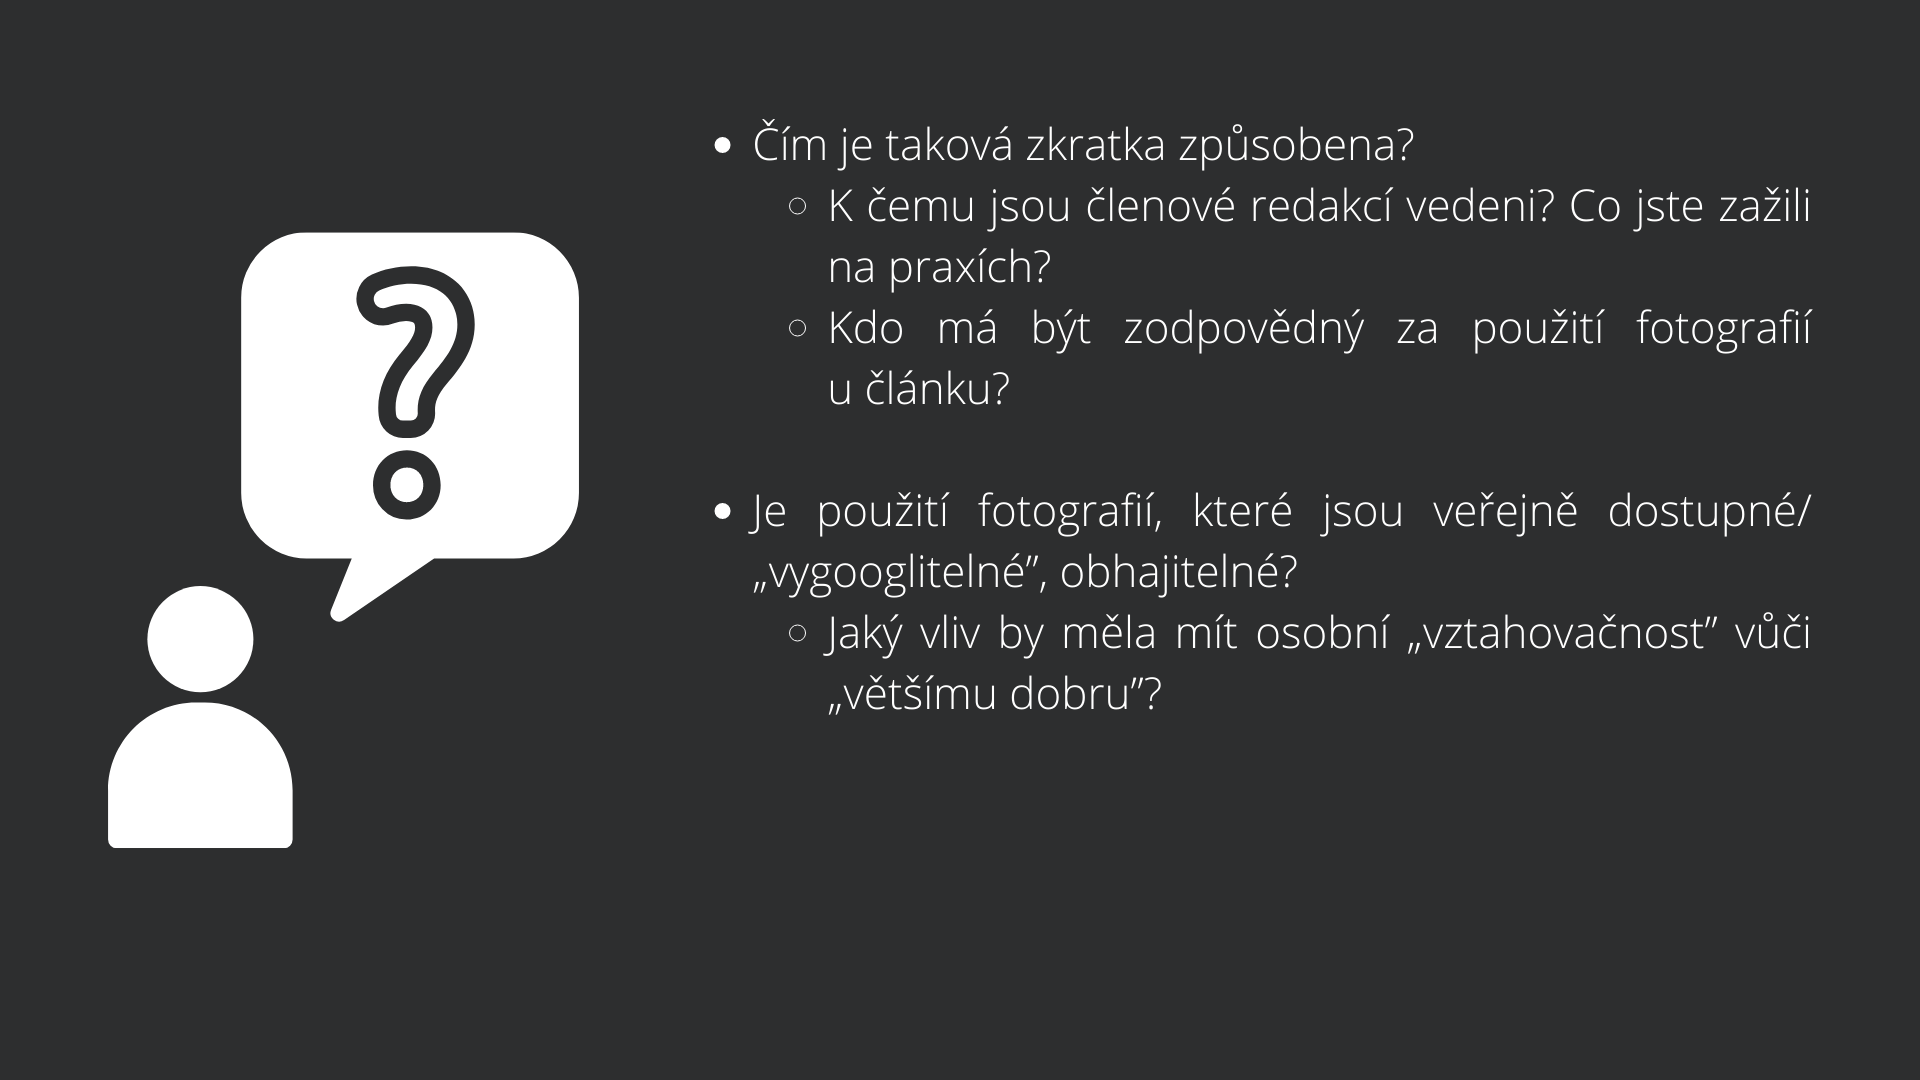 Čím je taková zkratka způsobena?
K čemu jsou členové redakcí vedeni? Co jste zažili
na praxích?
Kdo má být zodpovědný za použití fotografií
u článku?
Je použití fotografií, které jsou veřejně dostupné/
„vygooglitelné”, obhajitelné?
Jaký vliv by měla mít osobní „vztahovačnost” vůči
„většímu dobru”?